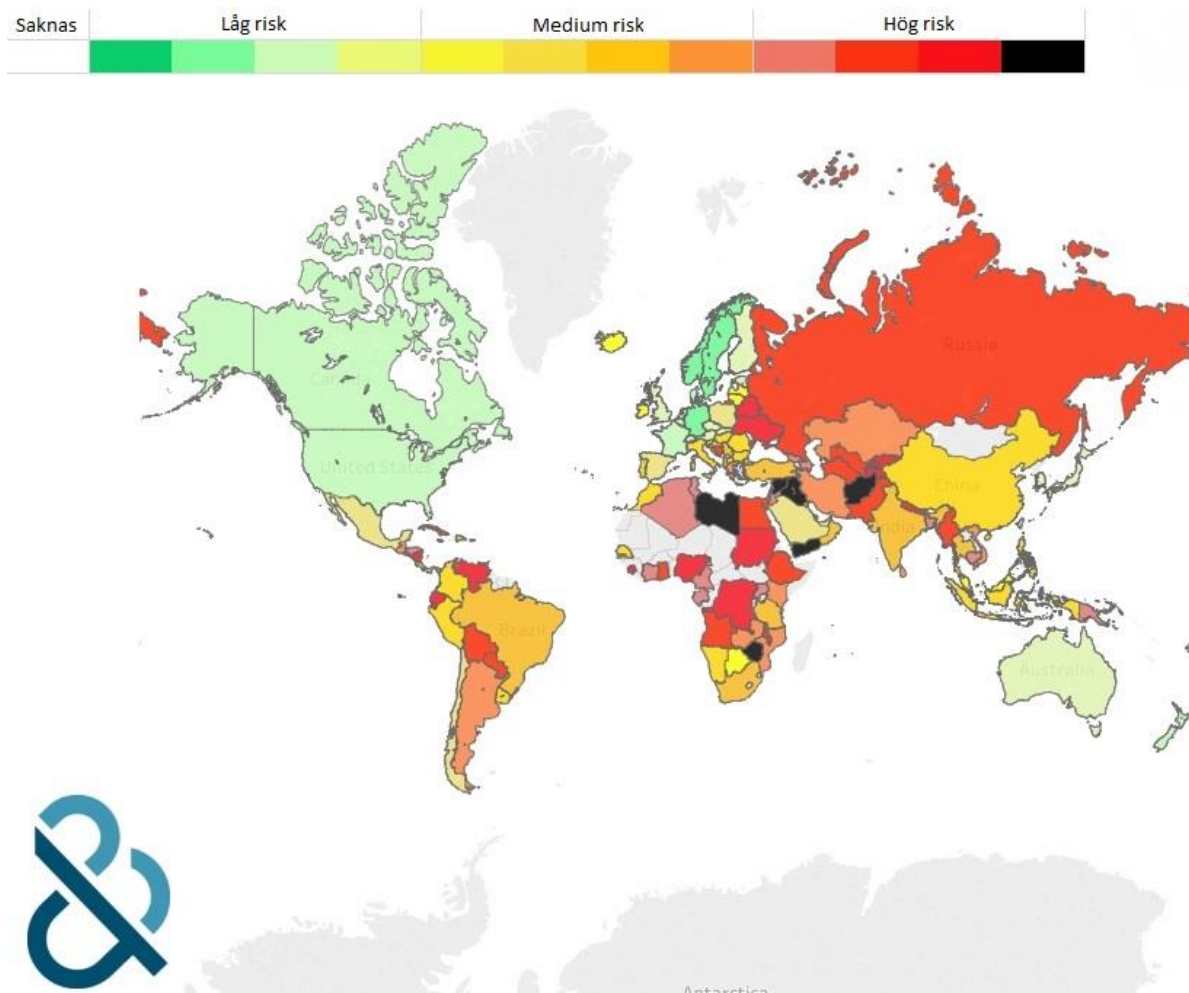 Saknas Låg risk Medium risk Hög risk
Canada
Russia
United States
China
India
Brazil
Australia
Antarctica